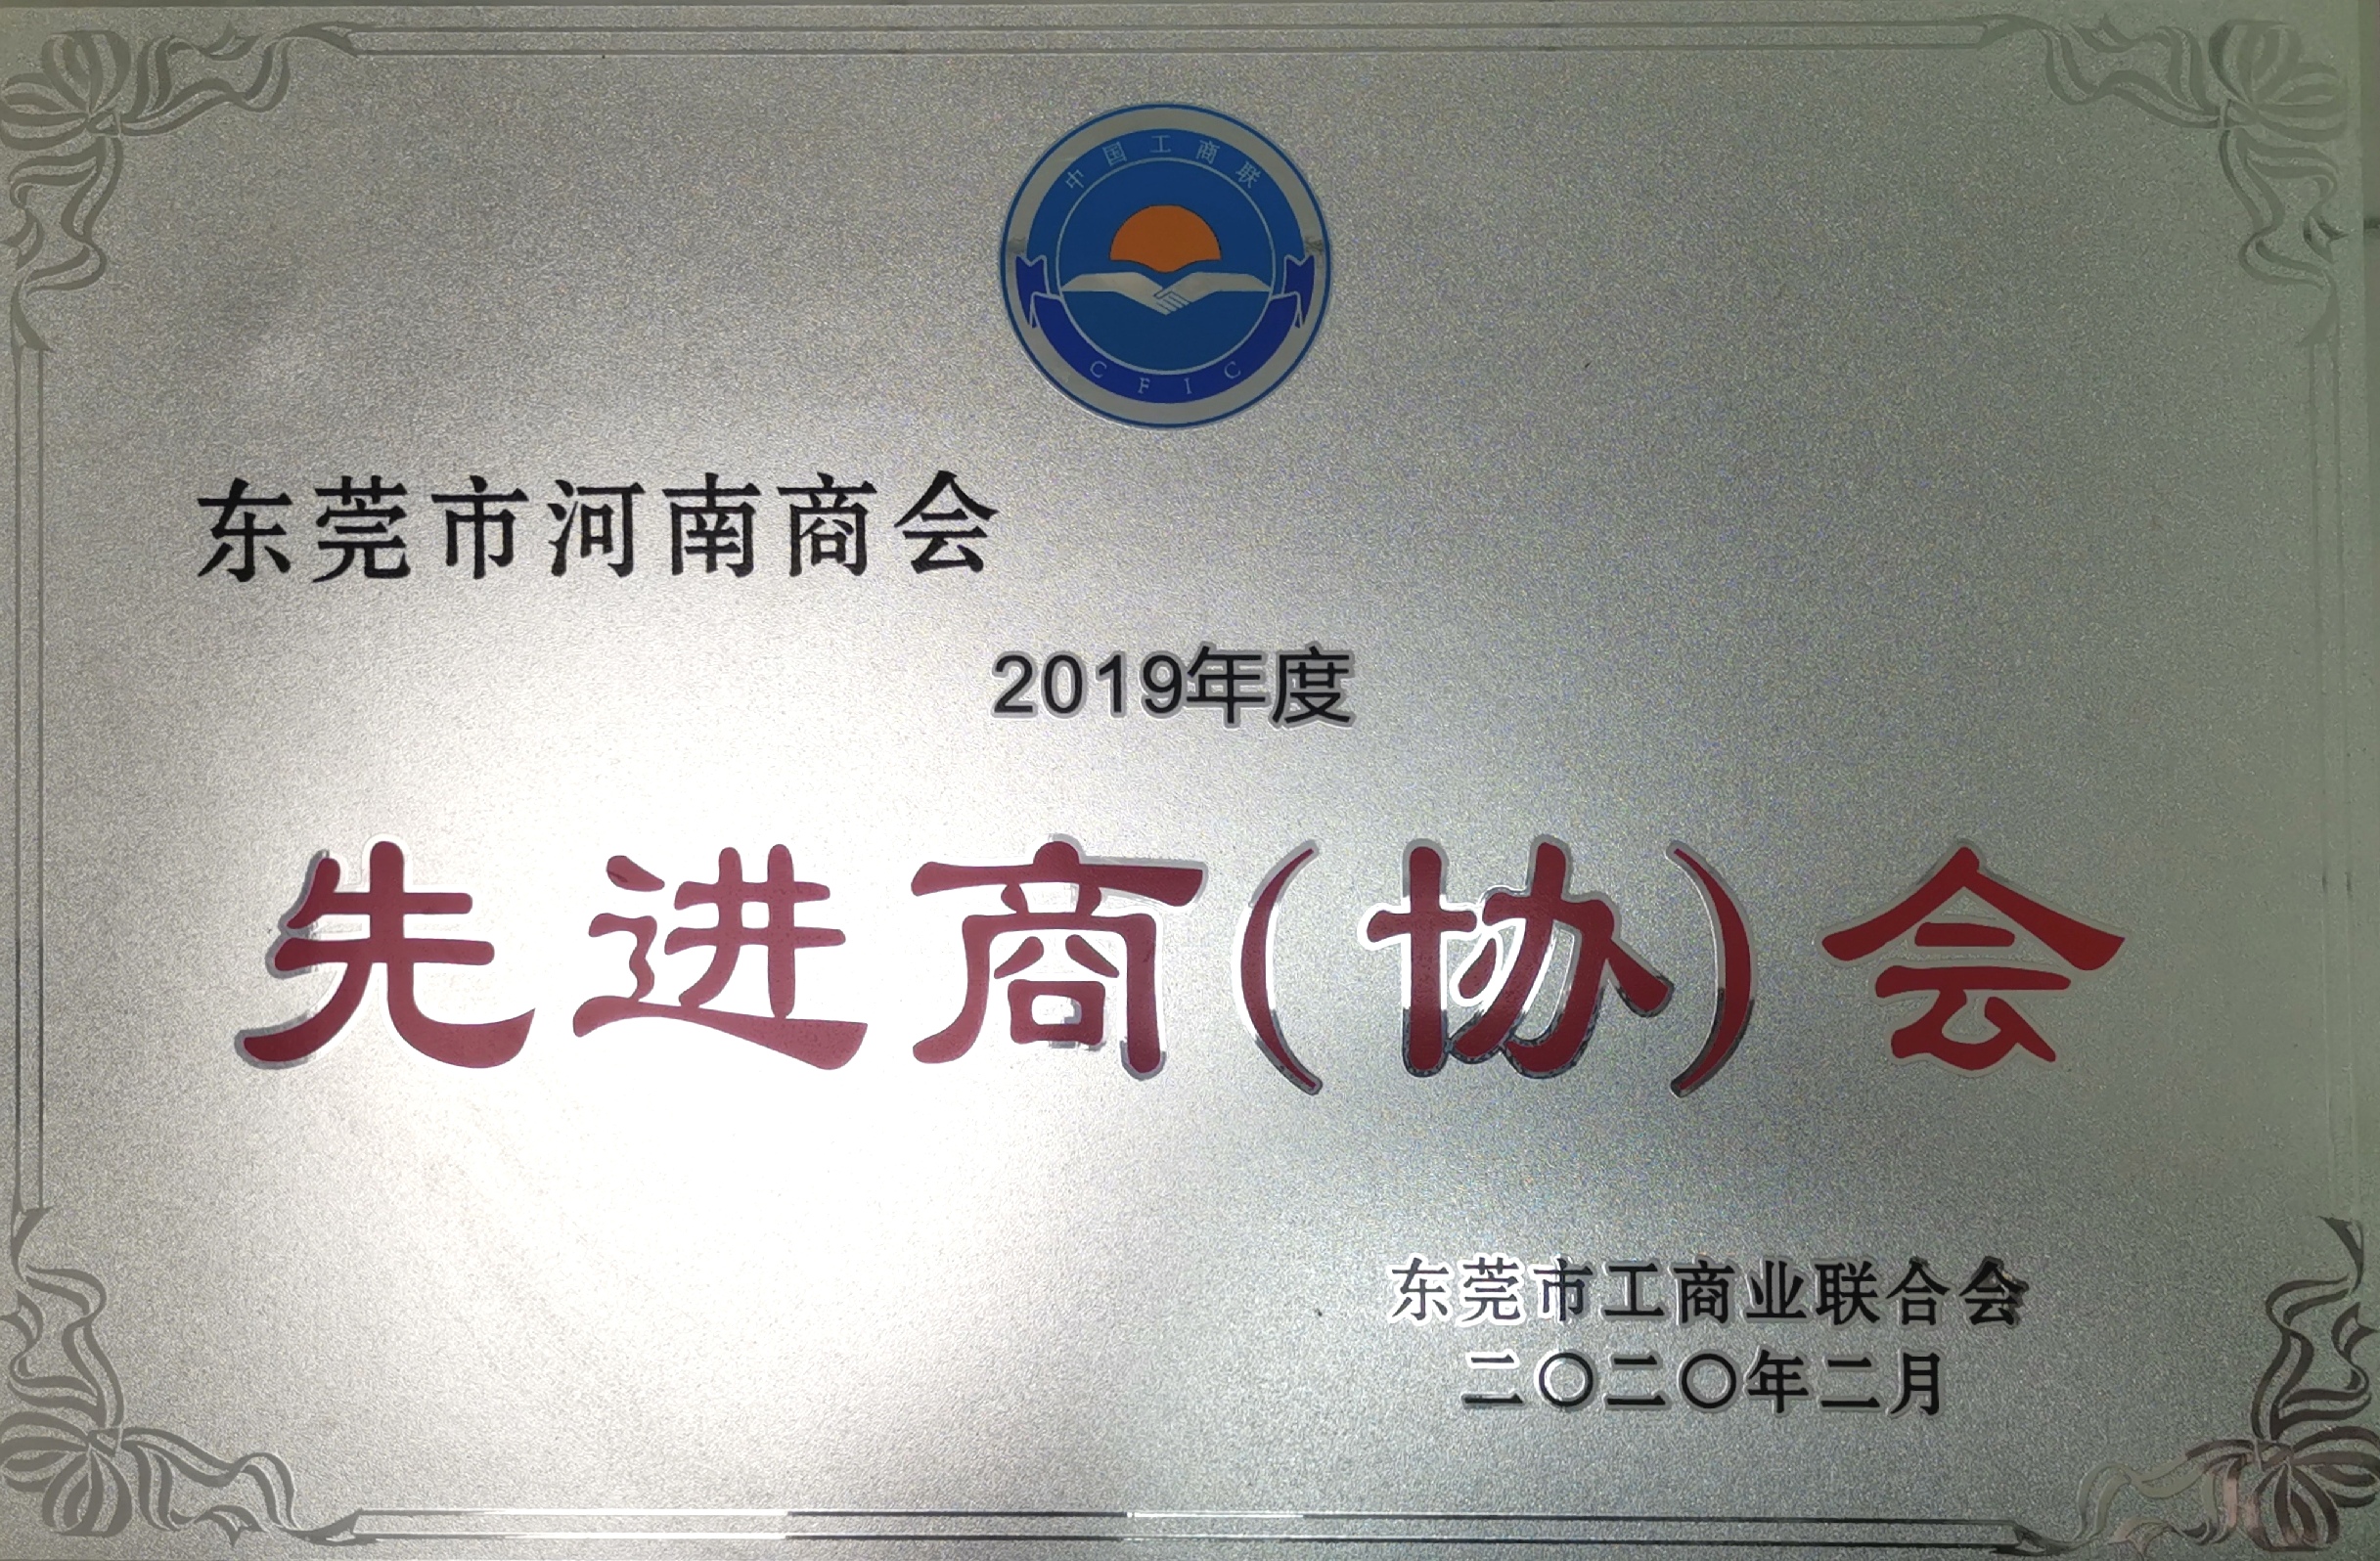 中国工商联
CFIC
东莞市河南商会
2019年度
先进商(协)会
东莞市工商业联合会
二〇二〇年二月